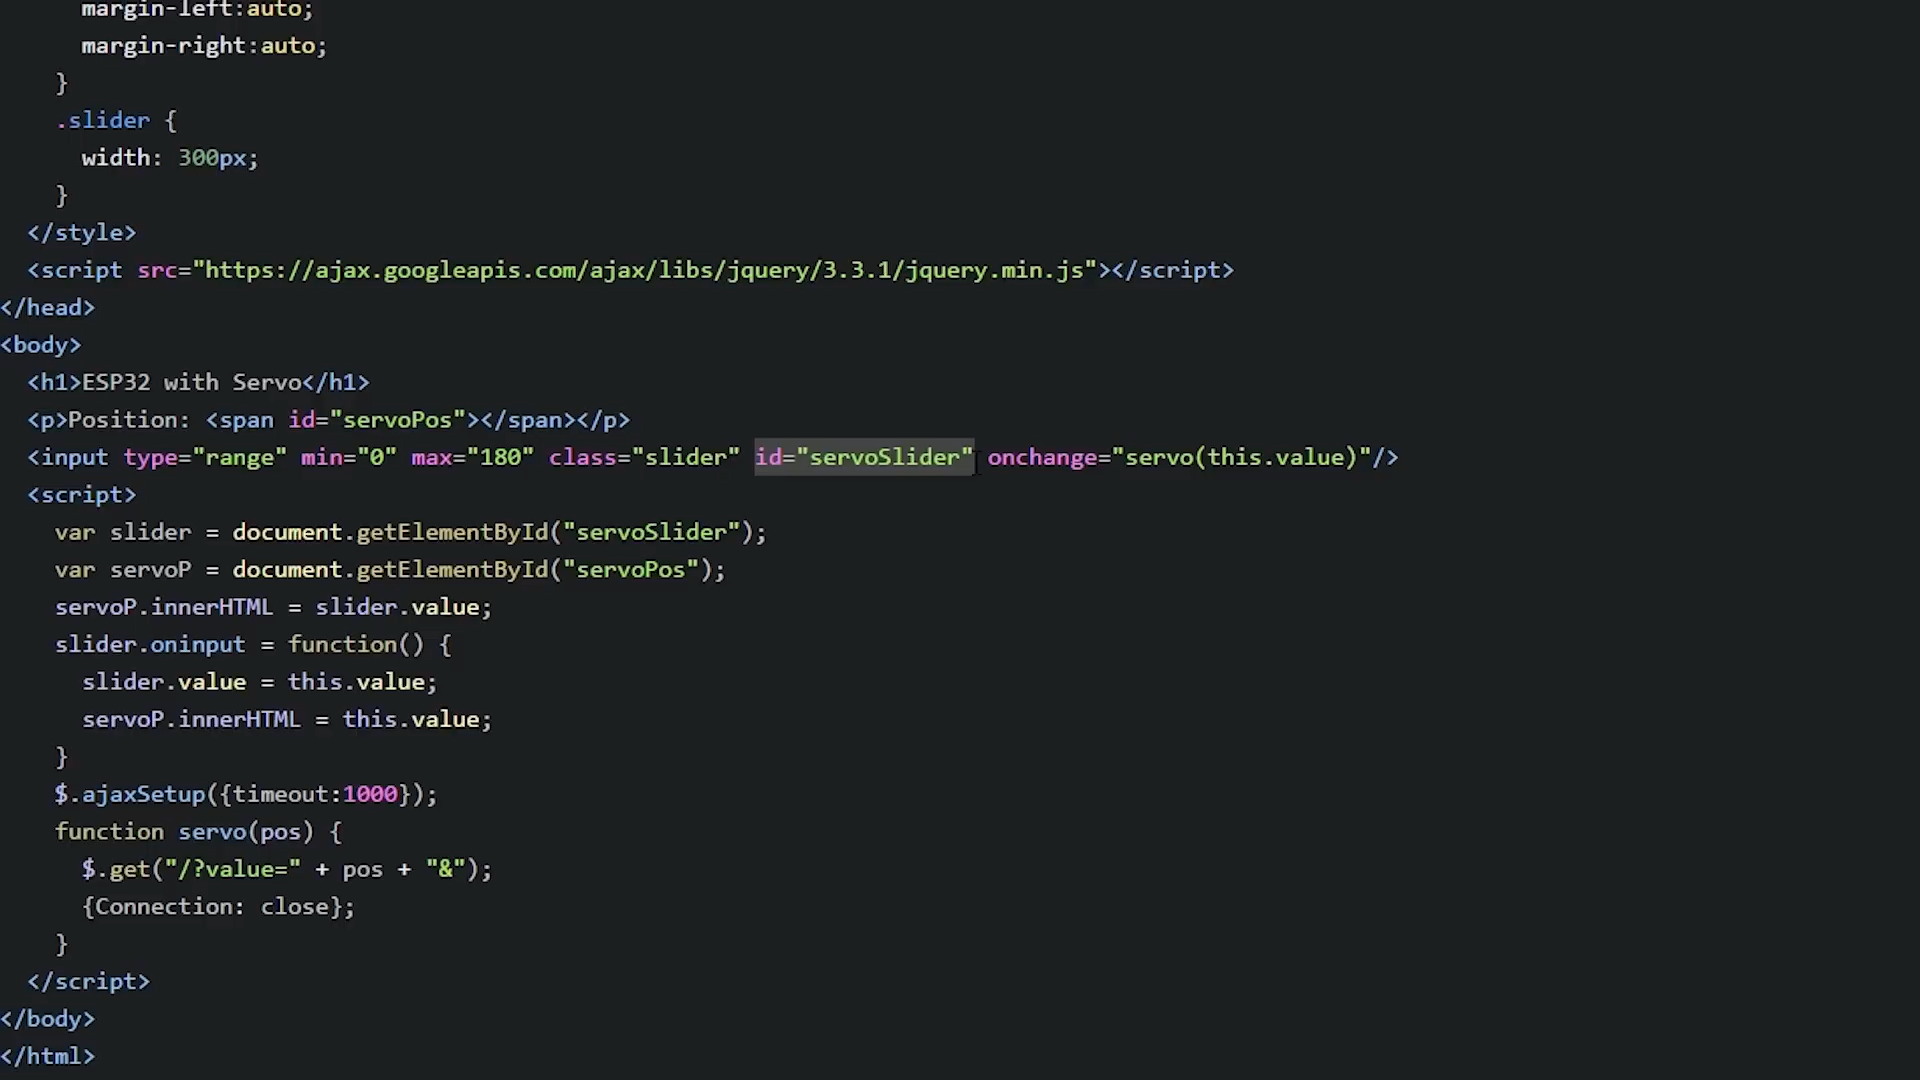 margin-left:auto;
margin-right:auto;
}
.slider {
width: 300px;
}
</style>
<script src="https://ajax.googleapis.com/ajax/libs/jquery/3.3.1/jquery.min.js"></script>
</head>
<body>
<h1>ESP32 with Servo</h1>
<p>Position: <span id="servoPos"></span></p>
<input type="range" min="0" max="180" class="slider" id="servoSlider" onchange="servo(this.value)"/>
<script>
var slider = document.getElementById("servoSlider");
var servoP = document.getElementById("servoPos");
servoP.innerHTML = slider.value;
slider.oninput = function() {
slider.value = this.value;
servoP.innerHTML = this.value;
}
$.ajaxSetup({timeout:1000});
function servo(pos) {
$.get("/?value=" + pos + "&");
{Connection: close};
}
</script>
</body>
</html>